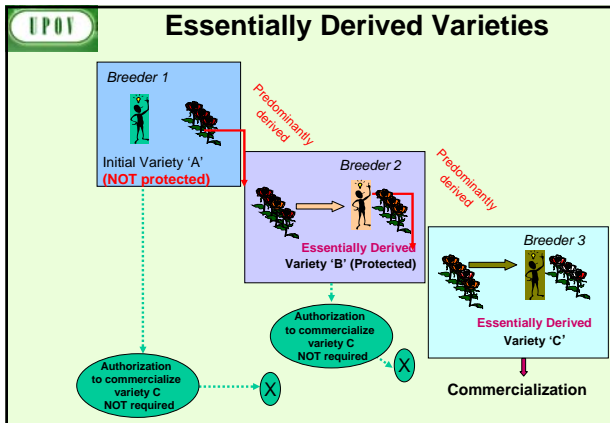 UPOV
Essentially Derived Varieties
Breeder 1
Initial Variety ‘A’
(NOT protected)
Predominantly
derived
Breeder 2
Essentially Derived
Variety ‘B’ (Protected)
Predominantly
derived
Breeder 3
Essentially Derived
Variety ‘C’
Authorization
to commercialize
variety C
NOT required
X
Authorization
to commercialize
variety C
NOT required
X
Commercialization